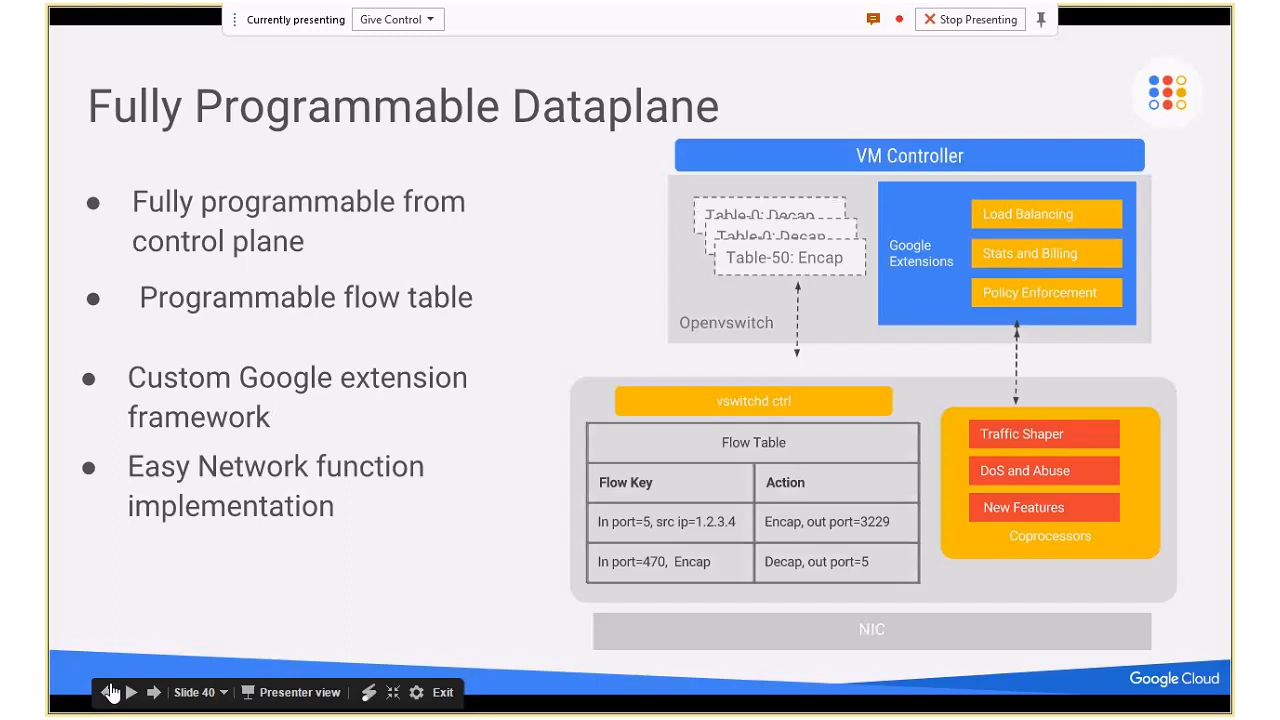 Currently presenting
Give Control
Stop Presenting
Fully Programmable Dataplane
● Fully programmable from
control plane
● Programmable flow table
● Custom Google extension
framework
● Easy Network function
implementation
VM Controller
Table-0: Decap
Table-0: Decap
Table-50: Encap
Openvswitch
Google
Extensions
Load Balancing
Stats and Billing
Policy Enforcement
vswitchd ctrl
Flow Table
Flow Key Action
In port=5, src ip=1.2.3.4 Encap, out port=3229
In port=470, Encap Decap, out port=5
Traffic Shaper
DoS and Abuse
New Features
Coprocessors
NIC
Google Cloud
Slide 40 Presenter view Exit